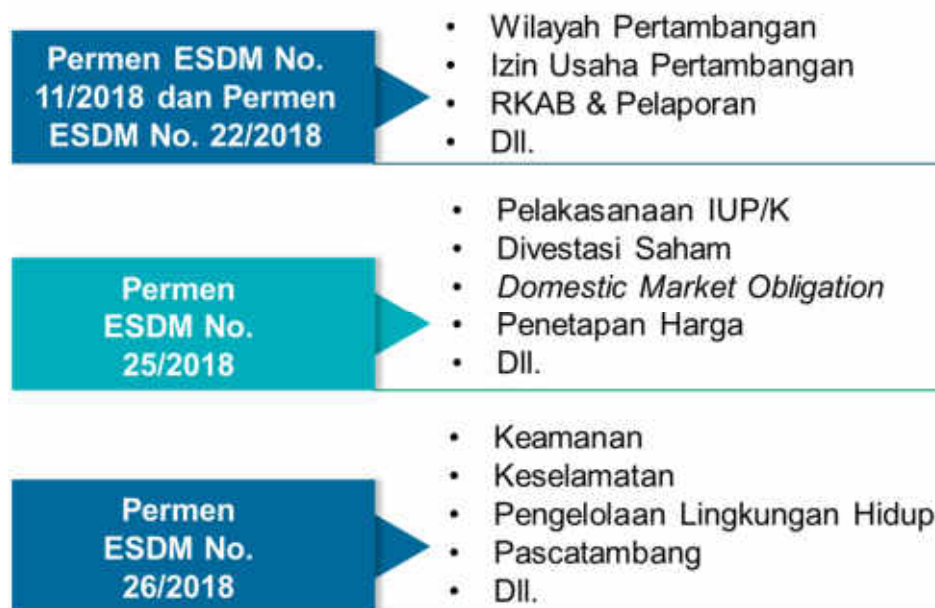 Permen ESDM No.
11/2018 dan Permen
ESDM No. 22/2018
• Wilayah Pertambangan
• Izin Usaha Pertambangan
• RKAB & Pelaporan
• Dll.
Permen
ESDM No.
25/2018
• Pelakasanaan IUP/K
• Divestasi Saham
• Domestic Market Obligation
• Penetapan Harga
• Dll.
Permen
ESDM No.
26/2018
• Keamanan
• Keselamatan
• Pengelolaan Lingkungan Hidup
• Pascatambang
• Dll.